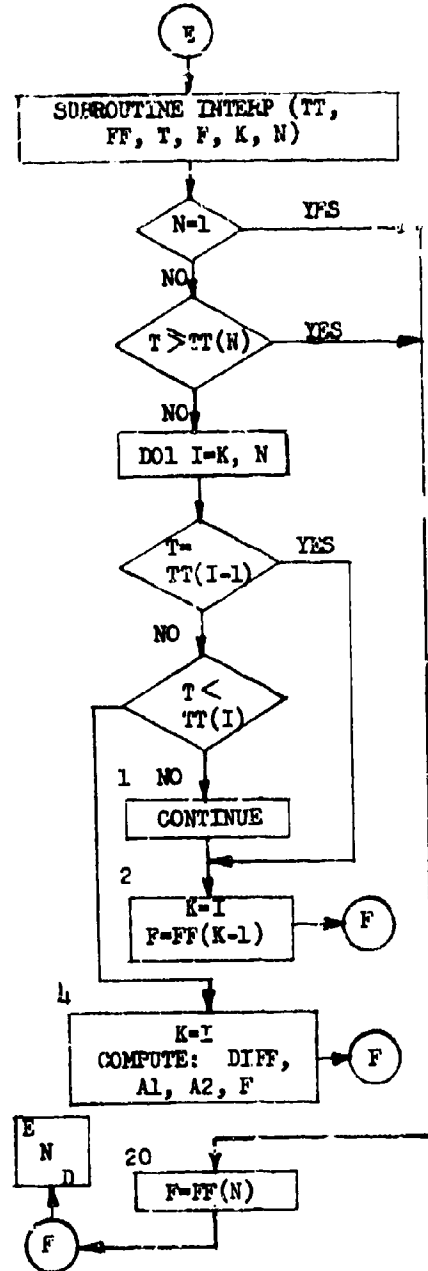 E
SUBROUTINE INTERP (TT,
FF, T, F, K, N)
N=1
YES
NO
T ⩾ TT(N)
YES
NO
DO1 I=K, N
T=
TT(I-1)
YES
NO
T <
TT(I)
1 NO
CONTINUE
2
K=I
F=FF(K-1)
F
4
K=I
COMPUTE: DIFF,
A1, A2, F
F
E
N
D
20
F=FF(N)
F